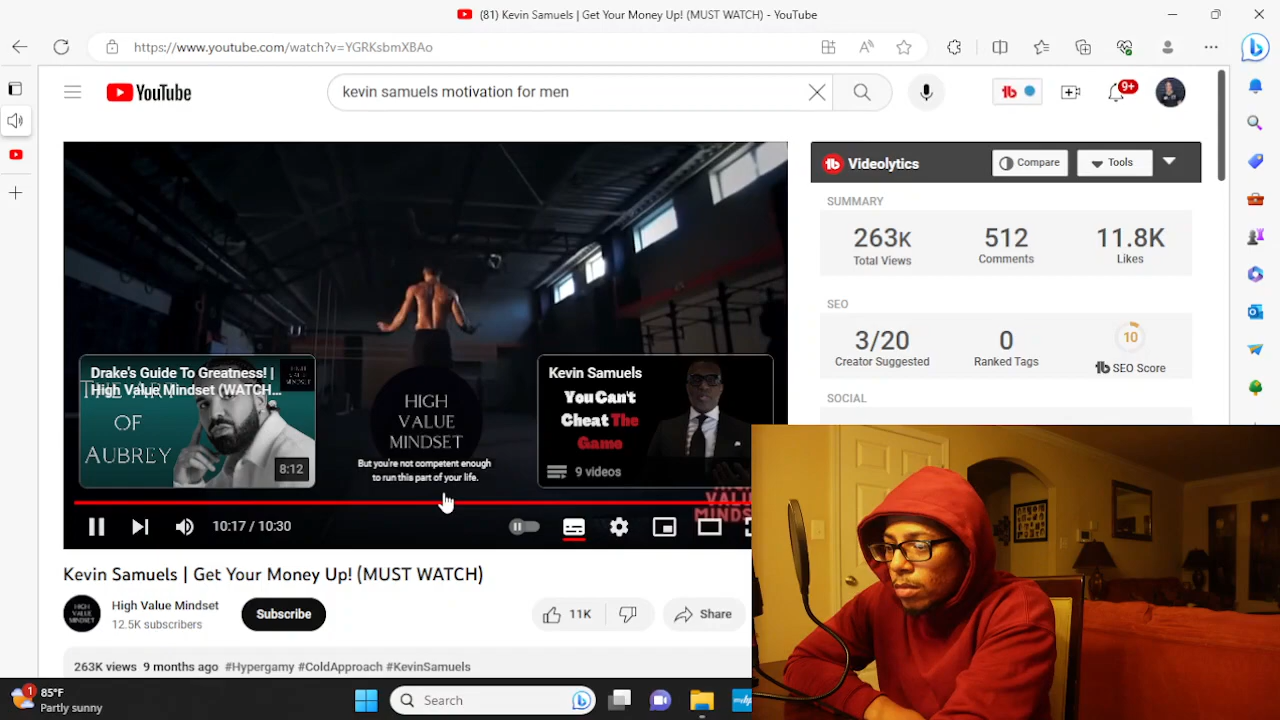 (81) Kevin Samuels | Get Your Money Up! (MUST WATCH) - YouTube
https://www.youtube.com/watch?v=YGRKsbmXBAo
YouTube
kevin samuels motivation for men
9+
Videolytics
Compare
Tools
SUMMARY
263K
512
11.8K
Total Views
Comments
Likes
SEO
3/20
0
10
Creator Suggested
Ranked Tags
SEO Score
SOCIAL
Drake's Guide To Greatness! |
High Value Mindset (WATCH...
OF
AUBREY
8:12
HIGH
VALUE
MINDSET
But you're not competent enough
to run this part of your life.
Kevin Samuels
You Can't
Cheat The
Game
9 videos
10:17 / 10:30
Kevin Samuels | Get Your Money Up! (MUST WATCH)
HIGH
VALUE
MINDSET
High Value Mindset
12.5K subscribers
Subscribe
11K
Share
263K views 9 months ago #Hypergamy #ColdApproach #KevinSamuels
1
85°F
Partly sunny
Search